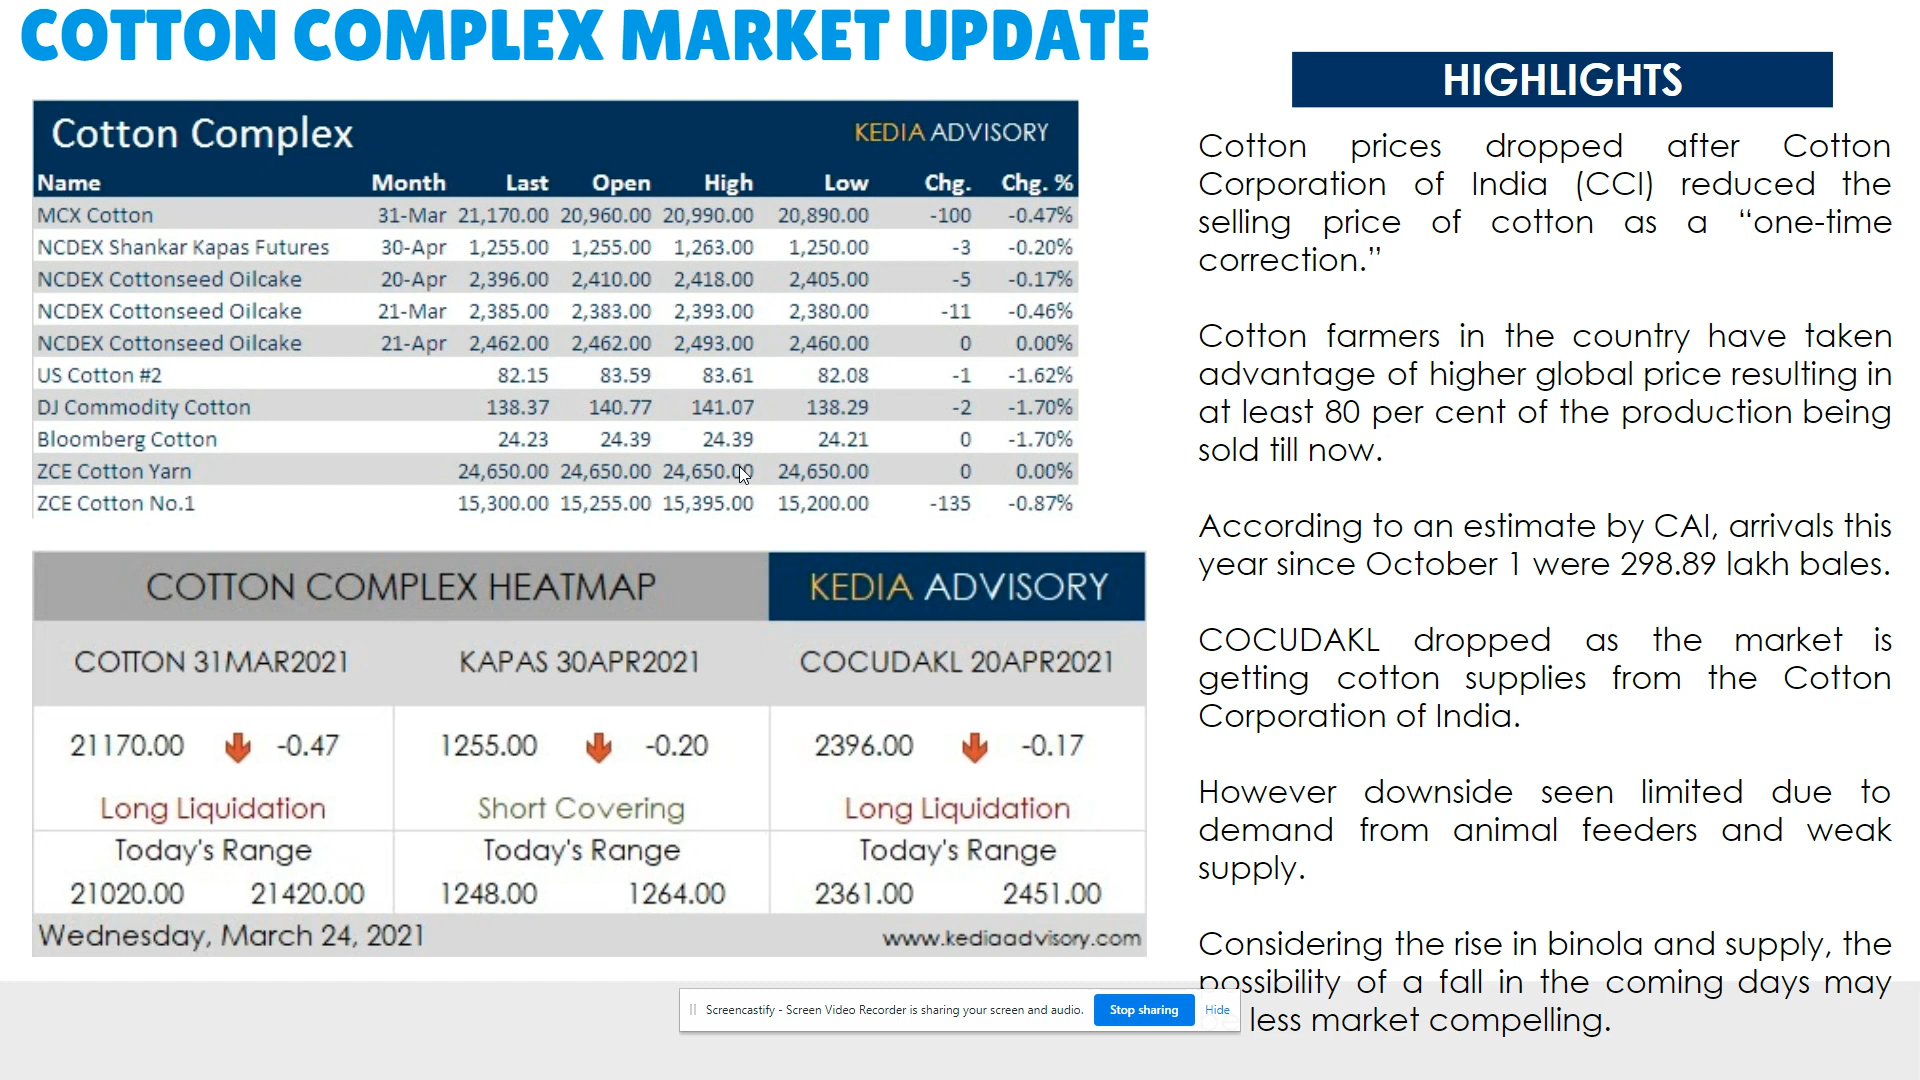 COTTON COMPLEX MARKET UPDATE
Cotton Complex KEDIA ADVISORY
Name Month Last Open High Low Chg. Chg. %
MCX Cotton 31-Mar 21,170.00 20,960.00 20,990.00 20,890.00 -100 -0.47%
NCDEX Shankar Kapas Futures 30-Apr 1,255.00 1,255.00 1,263.00 1,250.00 -3 -0.20%
NCDEX Cottonseed Oilcake 20-Apr 2,396.00 2,410.00 2,418.00 2,405.00 -5 -0.17%
NCDEX Cottonseed Oilcake 21-Mar 2,385.00 2,383.00 2,393.00 2,380.00 -11 -0.46%
NCDEX Cottonseed Oilcake 21-Apr 2,462.00 2,462.00 2,493.00 2,460.00 0 0.00%
US Cotton #2 82.15 83.59 83.61 82.08 -1 -1.62%
DJ Commodity Cotton 138.37 140.77 141.07 138.29 -2 -1.70%
Bloomberg Cotton 24.23 24.39 24.39 24.21 0 -1.70%
ZCE Cotton Yarn 24,650.00 24,650.00 24,650.00 24,650.00 0 0.00%
ZCE Cotton No.1 15,300.00 15,255.00 15,395.00 15,200.00 -135 -0.87%
COTTON COMPLEX HEATMAP KEDIA ADVISORY
COTTON 31MAR2021 KAPAS 30APR2021 COCUDAKL 20APR2021
21170.00 -0.47 1255.00 -0.20 2396.00 -0.17
Long Liquidation Short Covering Long Liquidation
Today's Range Today's Range Today's Range
21020.00 21420.00 1248.00 1264.00 2361.00 2451.00
Wednesday, March 24, 2021 www.kediaadvisory.com
HIGHLIGHTS
Cotton prices dropped after Cotton
Corporation of India (CCI) reduced the
selling price of cotton as a “one-time
correction.”
Cotton farmers in the country have taken
advantage of higher global price resulting in
at least 80 per cent of the production being
sold till now.
According to an estimate by CAI, arrivals this
year since October 1 were 298.89 lakh bales.
COCUDAKL dropped as the market is
getting cotton supplies from the Cotton
Corporation of India.
However downside seen limited due to
demand from animal feeders and weak
supply.
Considering the rise in binola and supply, the
possibility of a fall in the coming days may
less market compelling.
Screencastify - Screen Video Recorder is sharing your screen and audio. Stop sharing Hide